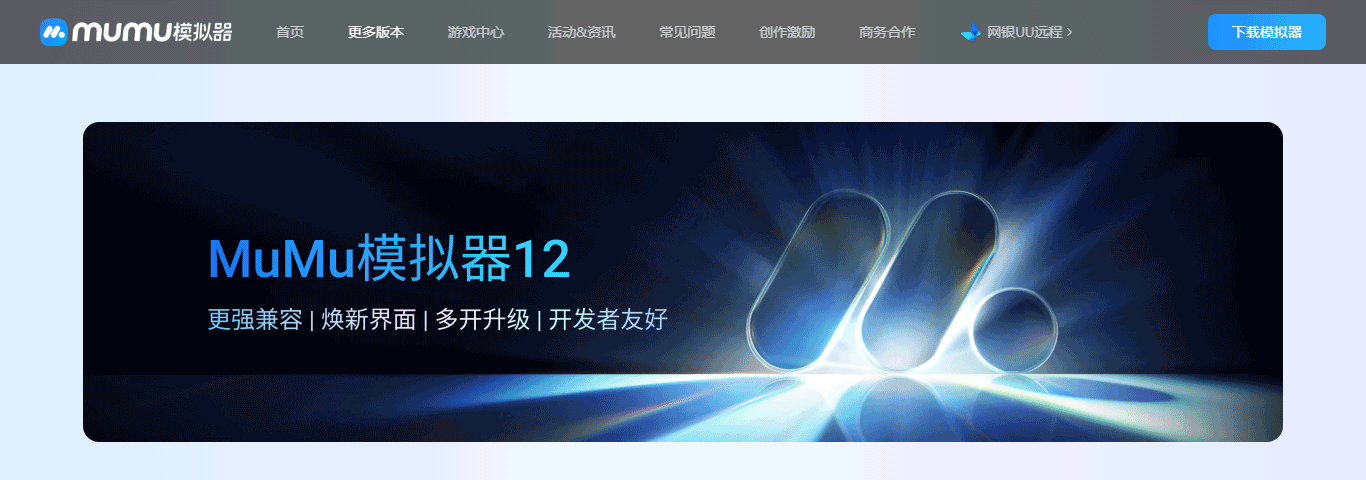 mumu模拟器
首页
更多版本
游戏中心
活动&资讯
常见问题
创作激励
商务合作
网银UU远程 >
下载模拟器
MuMu模拟器12
更强兼容 | 焕新界面 | 多开升级 | 开发者友好